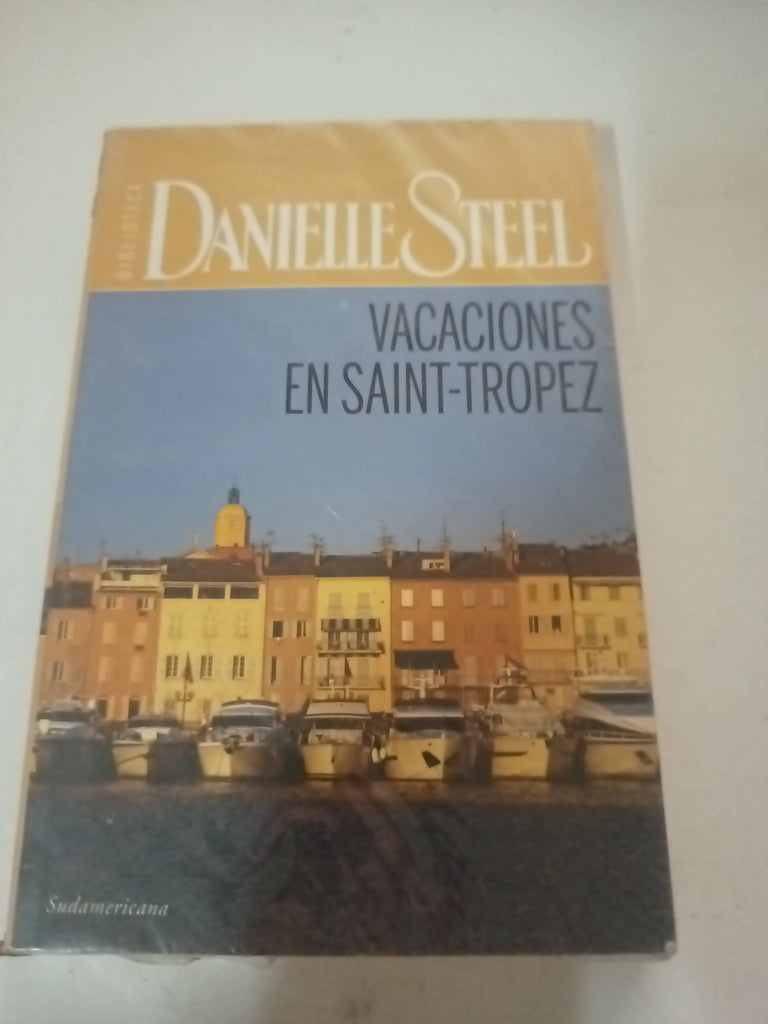 BIBLIOTECA
DANIELLE STEEL
VACACIONES
EN SAINT-TROPEZ
Sudamericana